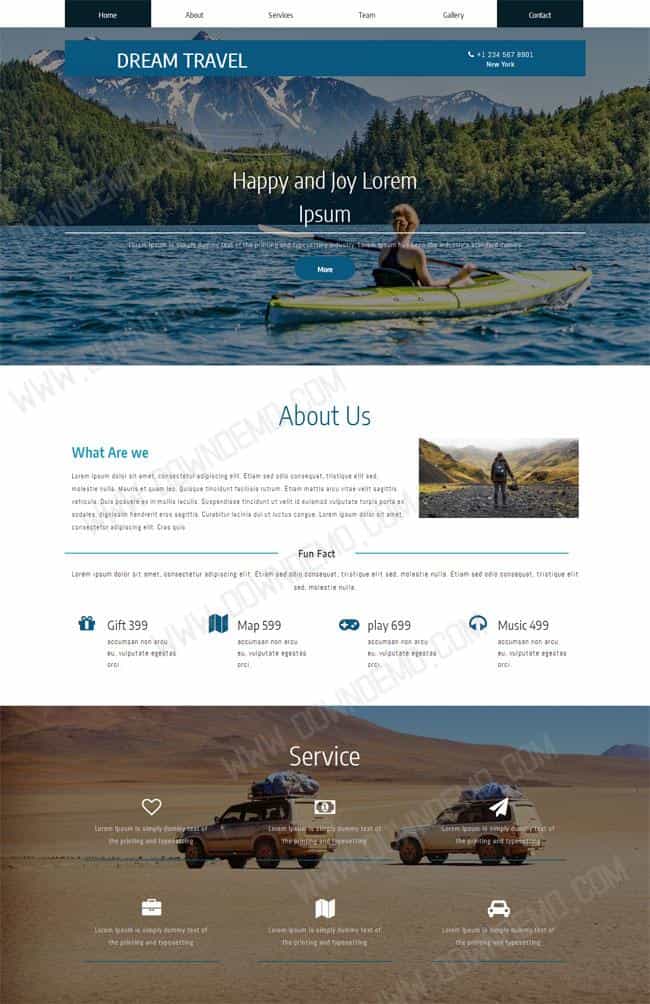 Home About Services Team Gallery Contact
DREAM TRAVEL
+1 234 567 8901
New York
Happy and Joy Lorem
Ipsum
Lorem Ipsum is simply dummy text of the printing and typesetting industry. Lorem Ipsum has been the industry's standard dummy
More
WWW.DOWNDEMO.COM
About Us
What Are we
Lorem ipsum dolor sit amet, consectetur adipiscing elit. Etiam sed odio consequat, tristique elit sed,
molestie nulla. Mauris et quam leo. Quisque tincidunt facilisis rutrum. Etiam mattis arcu vitae velit sagittis
vehicula. Duis posuere ex in mollis iaculis. Suspendisse tincidunt ut velit id euismod. Vulputate porta ex
sodales, dignissim hendrerit eros sagittis. Curabitur lacinia dui ut luctus congue. Lorem ipsum dolor sit amet,
consectetur adipiscing elit. Cras quis
Fun Fact
Lorem ipsum dolor sit amet, consectetur adipiscing elit. Etiam sed odio consequat, tristique elit sed, molestie nulla. Lorem ipsum dolor sit amet, consectetur adipiscing elit. Etiam sed odio consequat, tristique elit
sed, molestie nulla.
Gift 399
accumsan non arcu
eu, vulputate egestas
orci.
Map 599
accumsan non arcu
eu, vulputate egestas
orci.
play 699
accumsan non arcu
eu, vulputate egestas
orci.
Music 499
accumsan non arcu
eu, vulputate egestas
orci.
Service
Lorem Ipsum is simply dummy text of
the printing and typesetting
Lorem Ipsum is simply dummy text of
the printing and typesetting
Lorem Ipsum is simply dummy text of
the printing and typesetting
Lorem Ipsum is simply dummy text of
the printing and typesetting
Lorem Ipsum is simply dummy text of
the printing and typesetting
Lorem Ipsum is simply dummy text of
the printing and typesetting